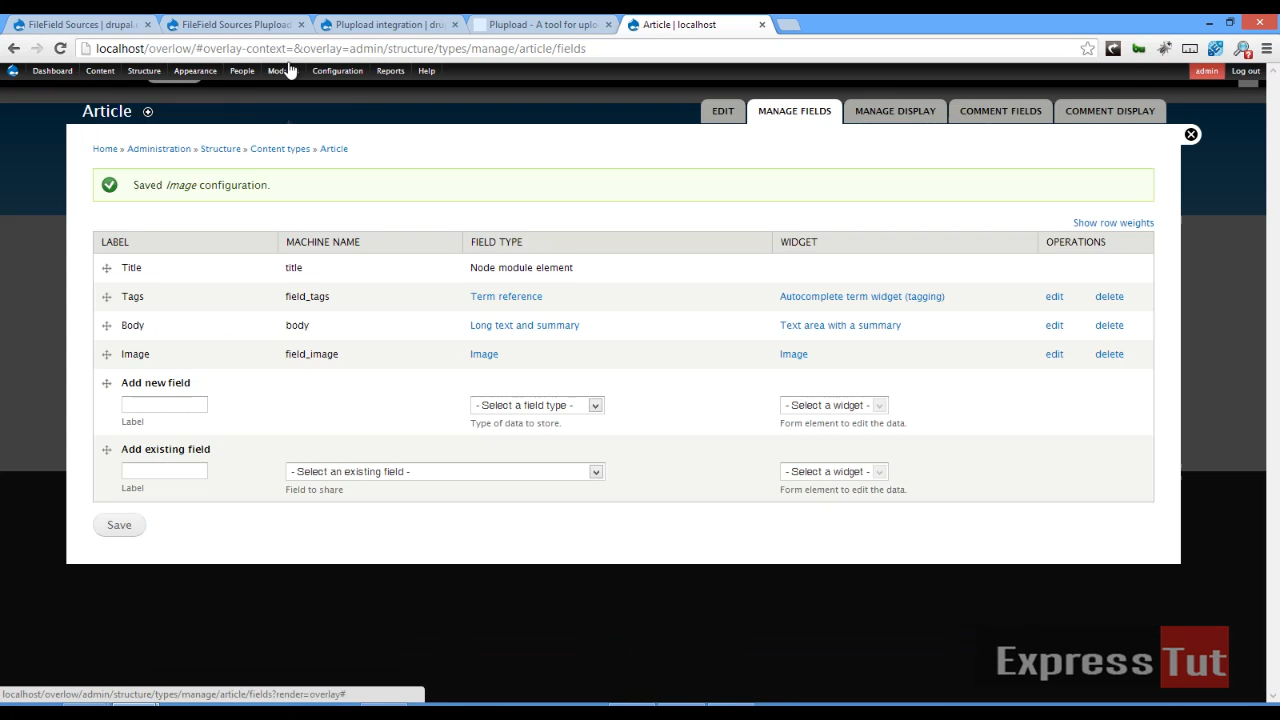 FileField Sources | drupal.
FileField Sources Plupload
Plupload integration | dru
Plupload - A tool for uplo
Article | localhost
localhost/overlow/#overlay-context=&overlay=admin/structure/types/manage/article/fields
Dashboard Content Structure Appearance People Modules Configuration Reports Help admin Log out
Article
EDIT MANAGE FIELDS MANAGE DISPLAY COMMENT FIELDS COMMENT DISPLAY
Home » Administration » Structure » Content types » Article
Saved Image configuration.
Show row weights
LABEL MACHINE NAME FIELD TYPE WIDGET OPERATIONS
Title title Node module element
Tags field_tags Term reference Autocomplete term widget (tagging) edit delete
Body body Long text and summary Text area with a summary edit delete
Image field_image Image Image edit delete
Add new field
- Select a field type - - Select a widget -
Label Type of data to store. Form element to edit the data.
Add existing field
- Select an existing field - - Select a widget -
Label Field to share Form element to edit the data.
Save
Express Tut
localhost/overlow/admin/structure/types/manage/article/fields?render=overlay#